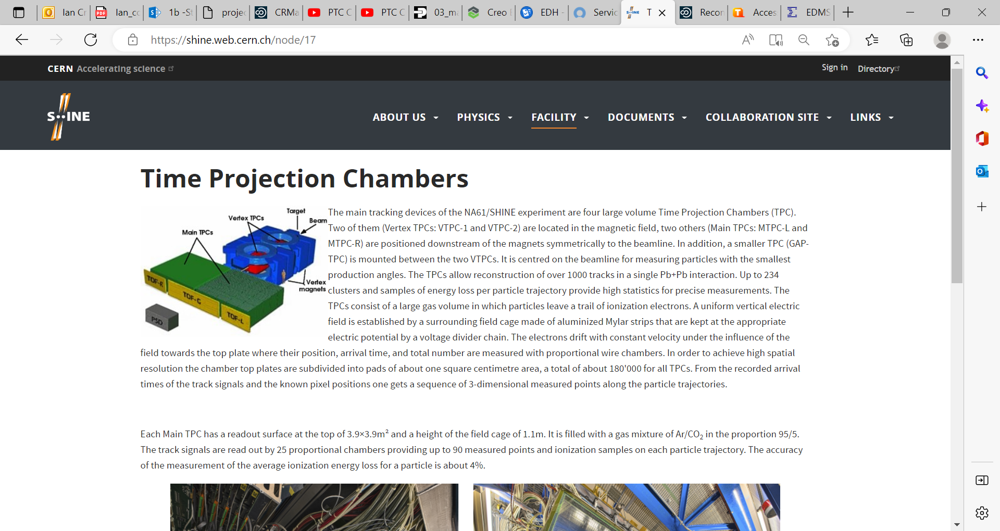 Ian Cr
Ian_cc
1b -St
projec
CRMa
PTC C
PTC C
03_ma
Creo
EDH -
Servic
T
Recon
Acces
EDMS
https://shine.web.cern.ch/node/17
CERN Accelerating science
Sign in
Directory
SHINE
ABOUT US
PHYSICS
FACILITY
DOCUMENTS
COLLABORATION SITE
LINKS
Time Projection Chambers
Target
Vertex TPCs
Beam
Main TPCs
Vertex
magnets
TOF-R
TOF-G
TOF-L
PSD
The main tracking devices of the NA61/SHINE experiment are four large volume Time Projection Chambers (TPC).
Two of them (Vertex TPCs: VTPC-1 and VTPC-2) are located in the magnetic field, two others (Main TPCs: MTPC-L and
MTPC-R) are positioned downstream of the magnets symmetrically to the beamline. In addition, a smaller TPC (GAP-
TPC) is mounted between the two VTPCs. It is centred on the beamline for measuring particles with the smallest
production angles. The TPCs allow reconstruction of over 1000 tracks in a single Pb+Pb interaction. Up to 234
clusters and samples of energy loss per particle trajectory provide high statistics for precise measurements. The
TPCs consist of a large gas volume in which particles leave a trail of ionization electrons. A uniform vertical electric
field is established by a surrounding field cage made of aluminized Mylar strips that are kept at the appropriate
electric potential by a voltage divider chain. The electrons drift with constant velocity under the influence of the
field towards the top plate where their position, arrival time, and total number are measured with proportional wire chambers. In order to achieve high spatial
resolution the chamber top plates are subdivided into pads of about one square centimetre area, a total of about 180'000 for all TPCs. From the recorded arrival
times of the track signals and the known pixel positions one gets a sequence of 3-dimensional measured points along the particle trajectories.
Each Main TPC has a readout surface at the top of 3.9×3.9m² and a height of the field cage of 1.1m. It is filled with a gas mixture of Ar/CO₂ in the proportion 95/5.
The track signals are read out by 25 proportional chambers providing up to 90 measured points and ionization samples on each particle trajectory. The accuracy
of the measurement of the average ionization energy loss for a particle is about 4%.